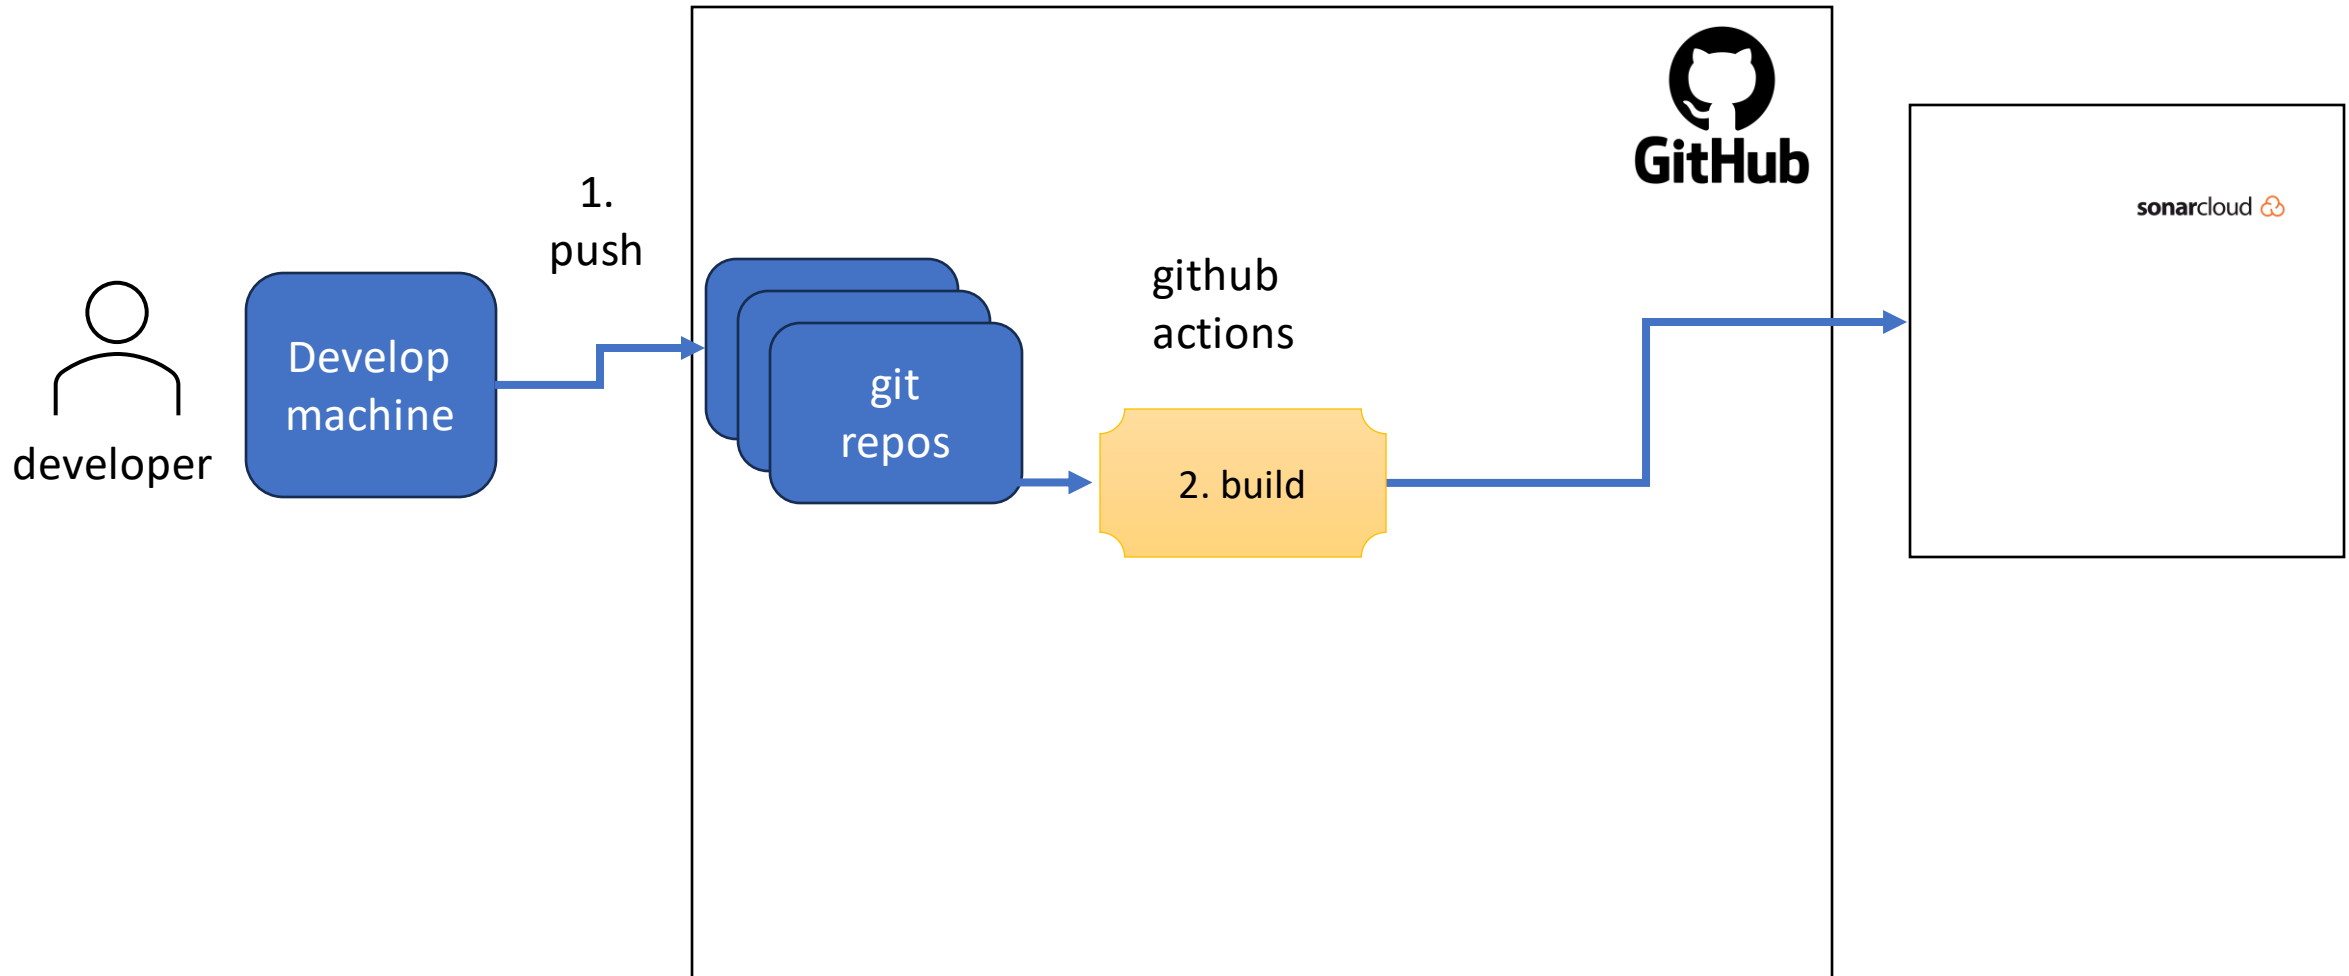 developer
Develop
machine
1.
push
git
repos
github
actions
2. build
GitHub
sonarcloud